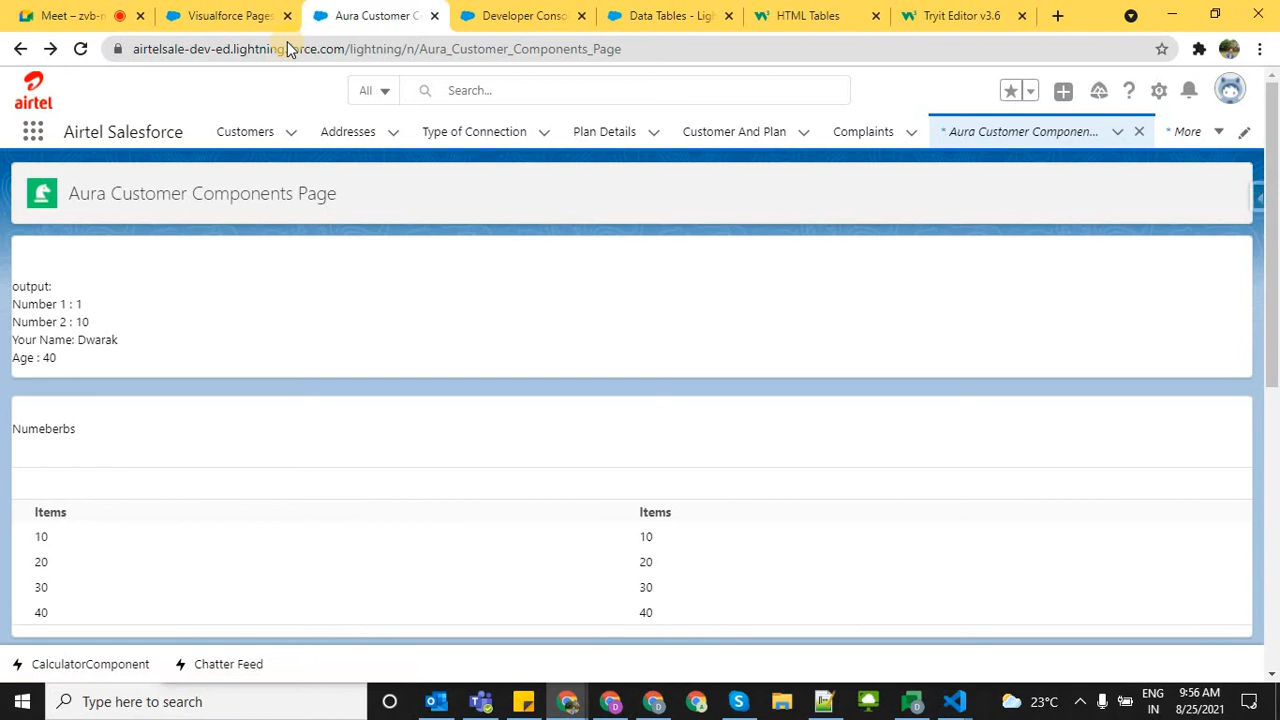 Meet – zvb-n
Visualforce Pages
Aura Customer C
Developer Conso
Data Tables - Ligh
HTML Tables
Tryit Editor v3.6
airtelsale-dev-ed.lightning.force.com/lightning/n/Aura_Customer_Components_Page
airtel
All
Search...
Airtel Salesforce
Customers
Addresses
Type of Connection
Plan Details
Customer And Plan
Complaints
* Aura Customer Componen...
* More
Aura Customer Components Page
output:
Number 1 : 1
Number 2 : 10
Your Name: Dwarak
Age : 40
Numeberbs
Items Items
10 10
20 20
30 30
40 40
CalculatorComponent
Chatter Feed
Type here to search
23°C
ENG
IN
9:56 AM
8/25/2021